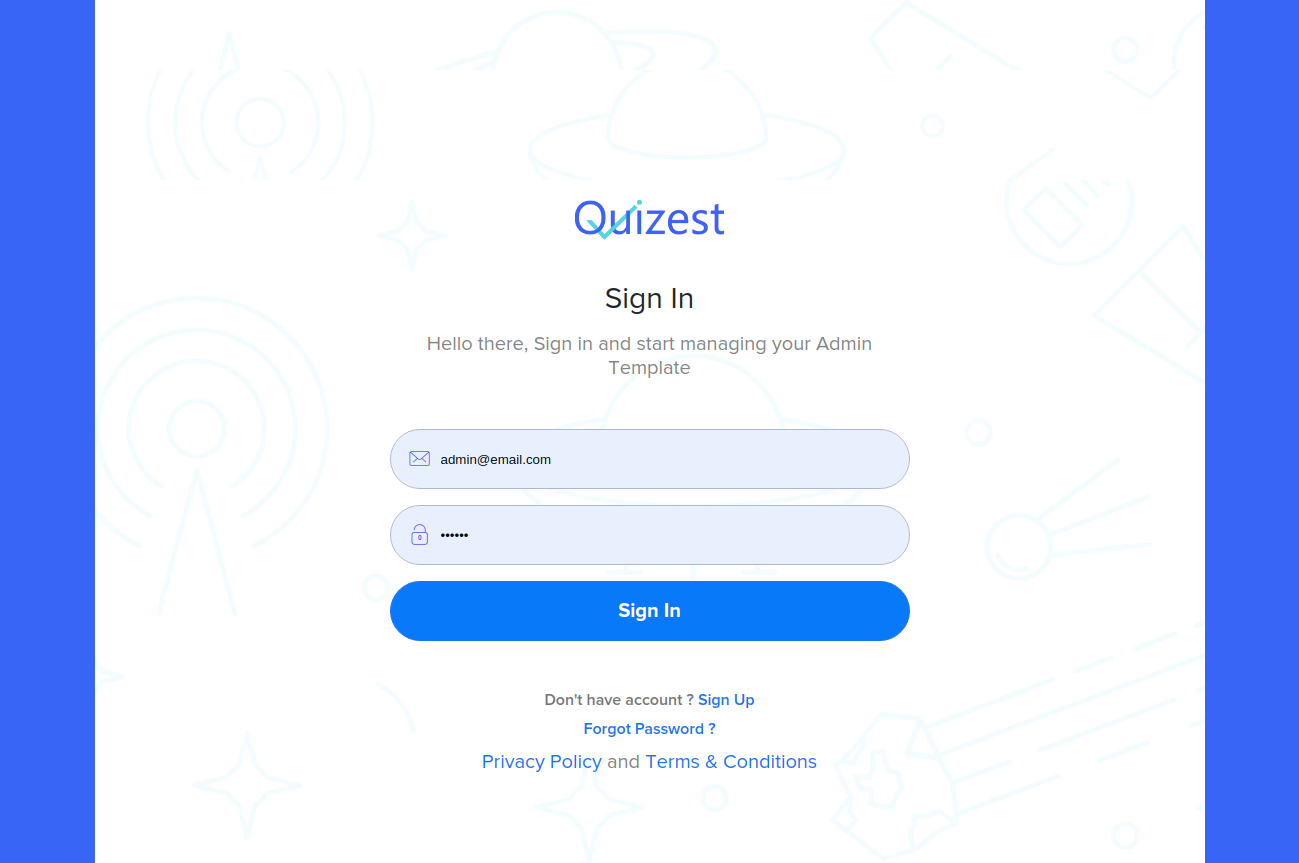 Quizest
Sign In
Hello there, Sign in and start managing your Admin
Template
admin@email.com
••••••
Sign In
Don't have account ? Sign Up
Forgot Password ?
Privacy Policy and Terms & Conditions